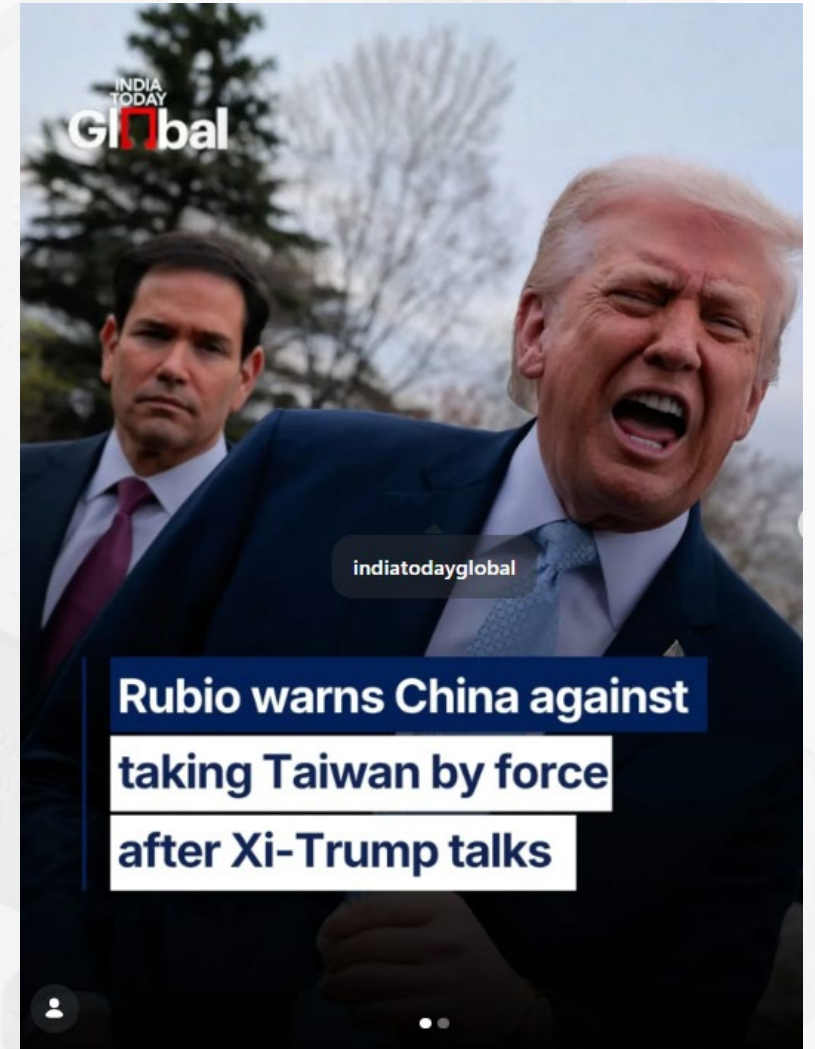 INDIA
TODAY
Global
indiatodayglobal
Rubio warns China against
taking Taiwan by force
after Xi-Trump talks